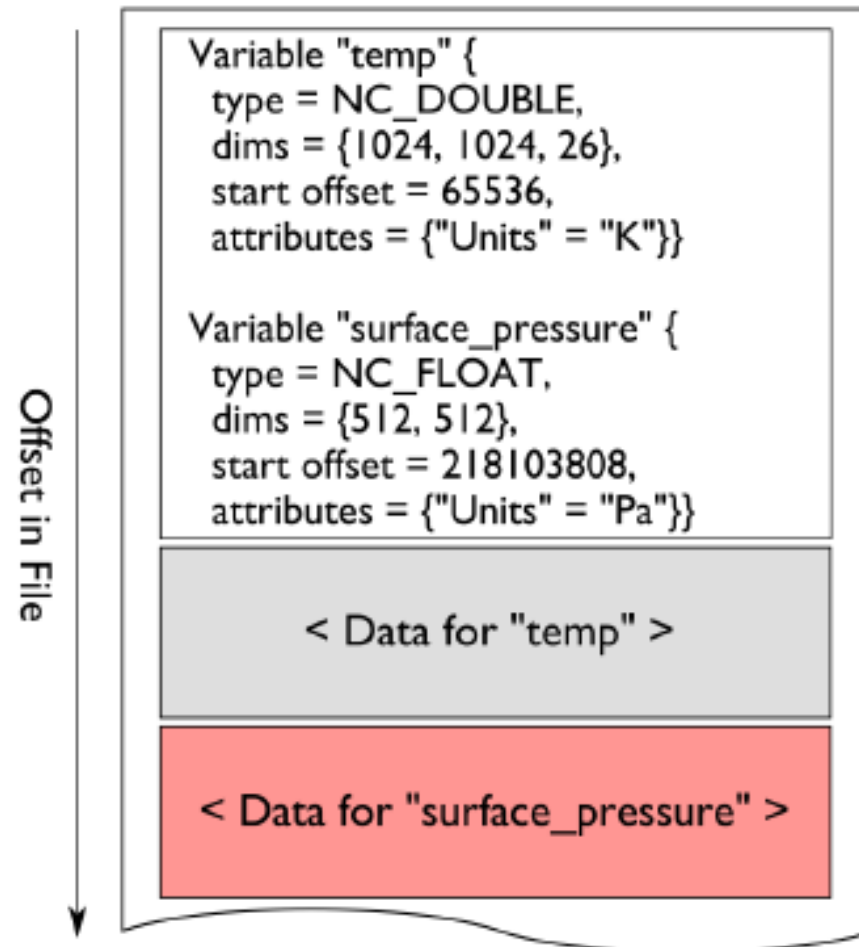 Variable "temp" {
type = NC_DOUBLE,
dims = {1024, 1024, 26},
start offset = 65536,
attributes = {"Units" = "K"}}
Variable "surface_pressure" {
type = NC_FLOAT,
dims = {512, 512},
start offset = 218103808,
attributes = {"Units" = "Pa"}}
< Data for "temp" >
< Data for "surface_pressure" >
Offset in File